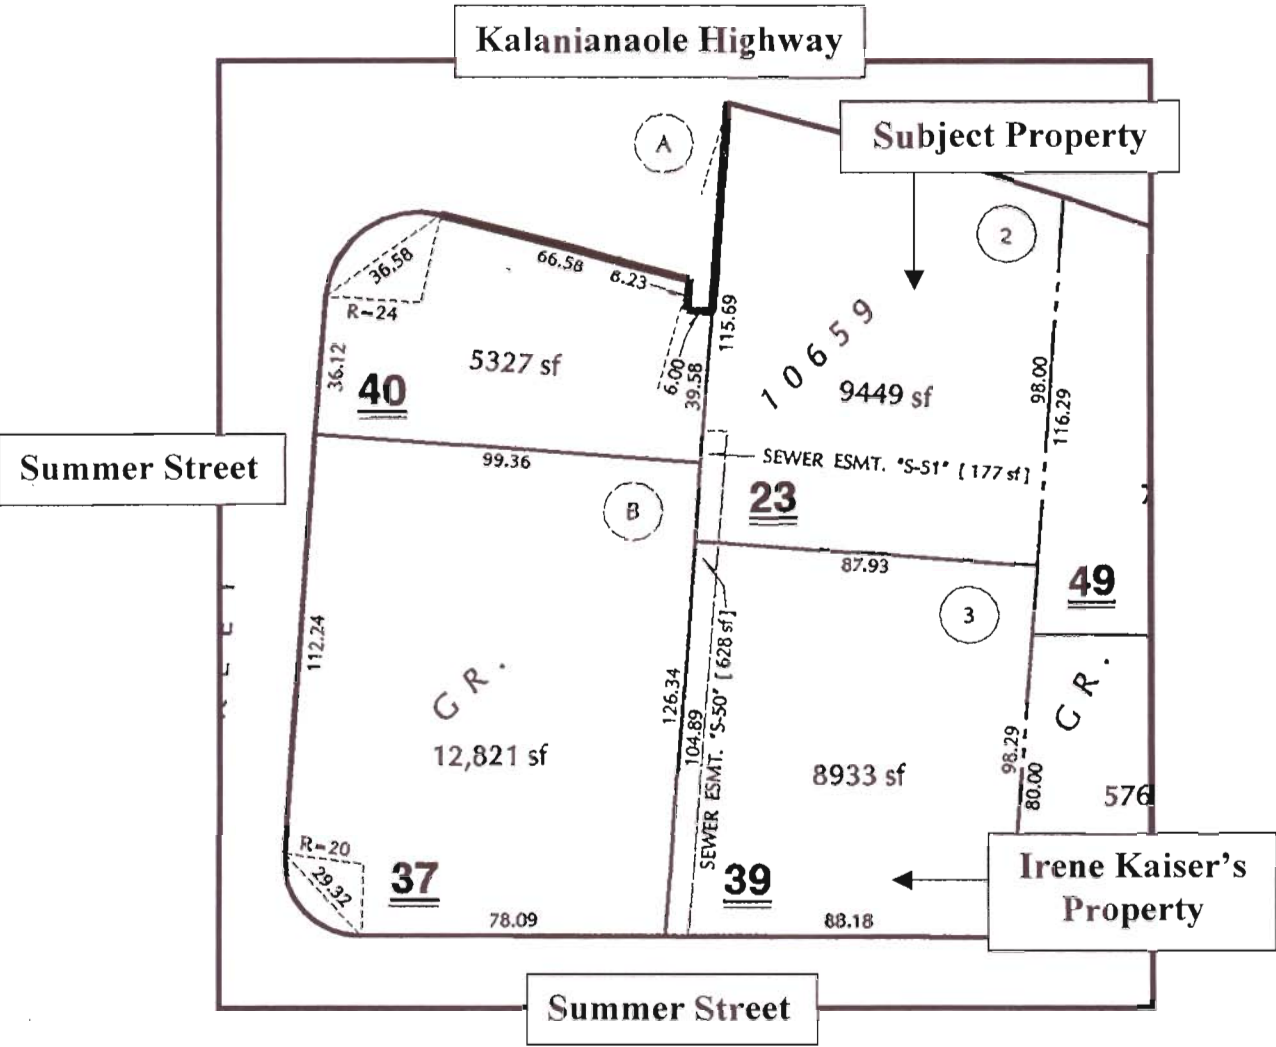 Kalanianaole Highway
A
Subject Property
2
36.58
R-24
66.58
8.23
115.69
10659
36.12
5327 sf
6.00
39.58
40
9449 sf
98.00
116.29
Summer Street
99.36
SEWER ESMT. "S-51" [177 sf]
B
23
87.93
49
3
112.24
GR.
GR.
126.34
104.89
SEWER ESMT. "S-50" [628 sf]
12,821 sf
8933 sf
98.29
80.00
576
R-20
29.32
37
39
Irene Kaiser's
Property
78.09
88.18
Summer Street